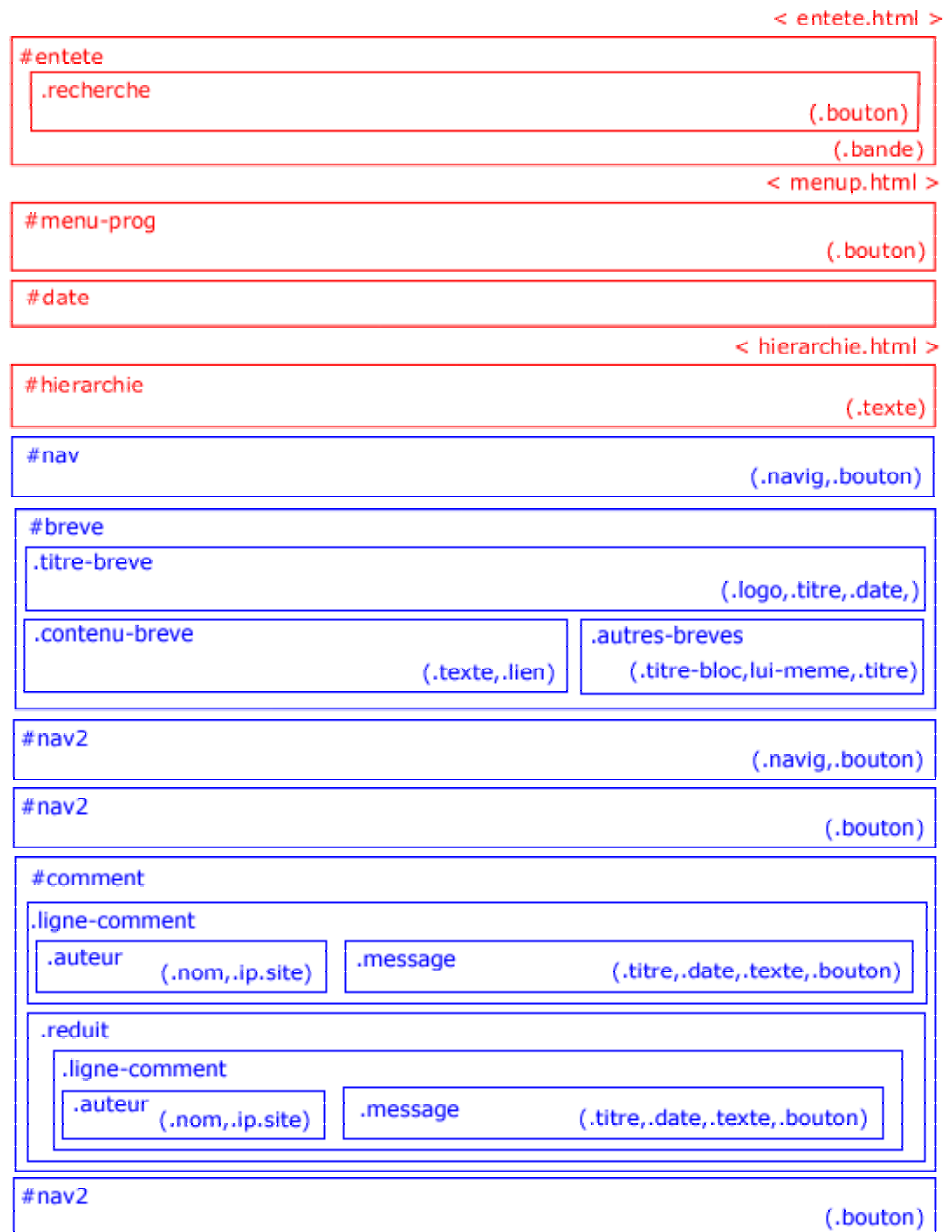 < entete.html >
#entete
.recherche
(.bouton)
(.bande)
< menup.html >
#menu-prog
(.bouton)
#date
< hierarchie.html >
#hierarchie
(.texte)
#nav
(.navig,.bouton)
#breve
.titre-breve
(.logo,.titre,.date,)
.contenu-breve
(.texte,.lien)
.autres-breves
(.titre-bloc,lui-meme,.titre)
#nav2
(.navig,.bouton)
#nav2
(.bouton)
#comment
.ligne-comment
.auteur
(.nom,.ip.site)
.message
(.titre,.date,.texte,.bouton)
.reduit
.ligne-comment
.auteur
(.nom,.ip.site)
.message
(.titre,.date,.texte,.bouton)
#nav2
(.bouton)